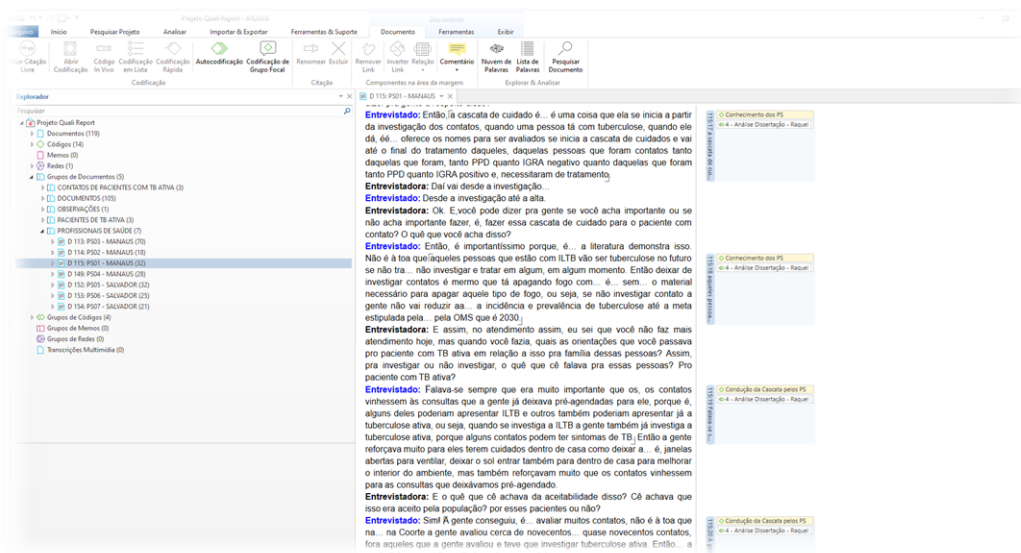 Projeto Quali Report - ATLAS.ti
Documento
Arquivo Início Pesquisar Projeto Analisar Importar & Exportar Ferramentas & Suporte Documento Ferramentas Exibir
Criar Citação Livre
Abrir Codificação
Código In Vivo
Codificação em Lista
Codificação Rápida
Autocodificação
Codificação de Grupo Focal
Renomear
Excluir
Remover Link
Inverter Link
Relação
Comentário
Nuvem de Palavras
Lista de Palavras
Pesquisar Documento
Codificação
Citação
Componentes na área da margem
Explorar & Analisar
Explorador
Pesquisar
Projeto Quali Report
Documentos (119)
Códigos (14)
Memos (0)
Redes (1)
Grupos de Documentos (5)
CONTATOS DE PACIENTES COM TB ATIVA (3)
DOCUMENTOS (105)
OBSERVAÇÕES (1)
PACIENTES DE TB ATIVA (3)
PROFISSIONAIS DE SAÚDE (7)
D 113: PS03 - MANAUS (70)
D 114: PS02 - MANAUS (18)
D 115: PS01 - MANAUS (32)
D 149: PS04 - MANAUS (28)
D 152: PS05 - SALVADOR (32)
D 153: PS06 - SALVADOR (25)
D 154: PS07 - SALVADOR (21)
Grupos de Códigos (4)
Grupos de Memos (0)
Grupos de Redes (0)
Transcrições Multimídia (0)
D 115: PS01 - MANAUS
Entrevistado: Então, a cascata de cuidado é... é uma coisa que ela se inicia a partir
da investigação dos contatos, quando uma pessoa tá com tuberculose, quando ele
dá, éé... oferece os nomes para ser avaliados se inicia a cascata de cuidados e vai
até o final do tratamento daqueles, daquelas pessoas que foram contatos tanto
daquelas que foram, tanto PPD quanto IGRA negativo quanto daquelas que foram
tanto PPD quanto IGRA positivo e, necessitaram de tratamento.
Entrevistadora: Daí vai desde a investigação...
Entrevistado: Desde a investigação até a alta.
Entrevistadora: Ok. E,você pode dizer pra gente se você acha importante ou se
não acha importante fazer, é, fazer essa cascata de cuidado para o paciente com
contato? O quê que você acha disso?
Entrevistado: Então, é importantíssimo porque, é... a literatura demonstra isso.
Não é à toa que aqueles pessoas que estão com ILTB vão ser tuberculose no futuro
se não tra... não investigar e tratar em algum, em algum momento. Então deixar de
investigar contatos é mermo que tá apagando fogo com... é... sem... o material
necessário para apagar aquele tipo de fogo, ou seja, se não investigar contato a
gente não vai reduzir aa... a incidência e prevalência de tuberculose até a meta
estipulada pela... pela OMS que é 2030.
Entrevistadora: E assim, no atendimento assim, eu sei que você não faz mais
atendimento hoje, mas quando você fazia, quais as orientações que você passava
pro paciente com TB ativa em relação a isso pra família dessas pessoas? Assim,
pra investigar ou não investigar, o quê que cê falava pra essas pessoas? Pro
paciente com TB ativa?
Entrevistado: Falava-se sempre que era muito importante que os, os contatos
vinhessem às consultas que a gente já deixava pré-agendadas para ele, porque é,
alguns deles poderiam apresentar ILTB e outros também poderiam apresentar já a
tuberculose ativa, ou seja, quando se investiga a ILTB a gente também já investiga a
tuberculose ativa, porque alguns contatos podem ter sintomas de TB. Então a gente
reforçava muito para eles terem cuidados dentro de casa como deixar a... é, janelas
abertas para ventilar, deixar o sol entrar também para dentro de casa para melhorar
o interior do ambiente, mas também reforçavam muito que os contatos vinhessem
para as consultas que deixávamos pré-agendado.
Entrevistadora: E o quê que cê achava da aceitabilidade disso? Cê achava que
isso era aceito pela população? por esses pacientes ou não?
Entrevistado: Sim! A gente conseguiu, é... avaliar muitos contatos, não é à toa que
na... na Coorte a gente avaliou cerca de novecentos... quase novecentos contatos,
fora aqueles que a gente avaliou e teve que investigar tuberculose ativa. Então... a
115:17 a cascata de cui...
Conhecimento dos PS
4 - Análise Dissertação - Raquel
115:18 aqueles pessoa...
Conhecimento dos PS
4 - Análise Dissertação - Raquel
115:19 Falava-se s...
Condução da Cascata pelos PS
4 - Análise Dissertação - Raquel
115:20 A
Condução da Cascata pelos PS
4 - Análise Dissertação - Raquel